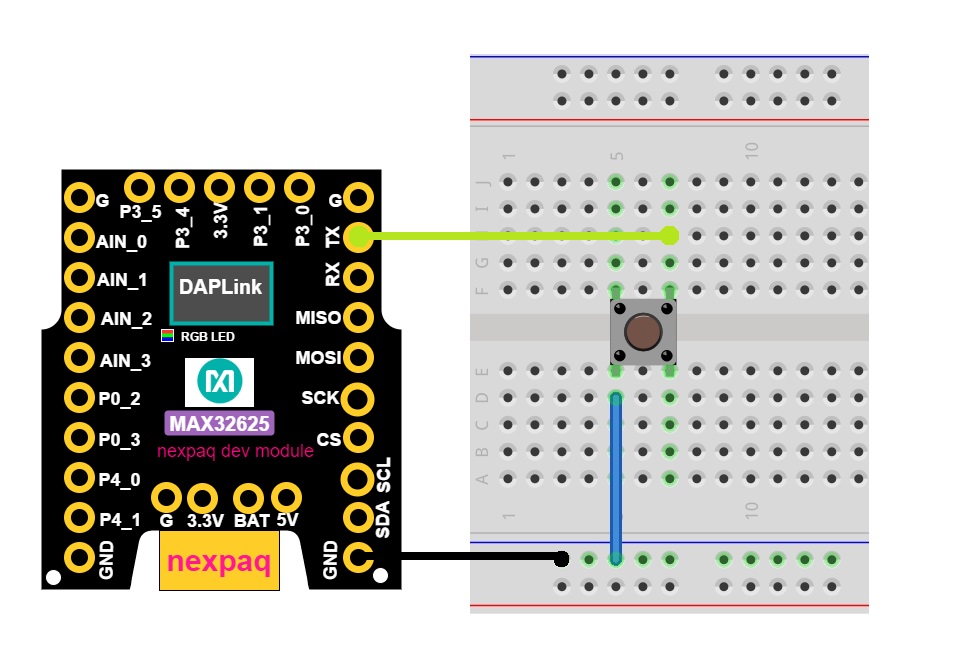 G
P3_5
P3_4
3.3V
P3_1
P3_0
G
AIN_0
TX
AIN_1
DAPLink
RX
AIN_2
RGB LED
MISO
AIN_3
MOSI
P0_2
MAX32625
SCK
P0_3
nexpaq dev module
CS
P4_0
SCL
P4_1
G 3.3V BAT 5V
SDA
GND
nexpaq
GND
1 5 10
J
I
G
F
E
D
C
B
A
1 10